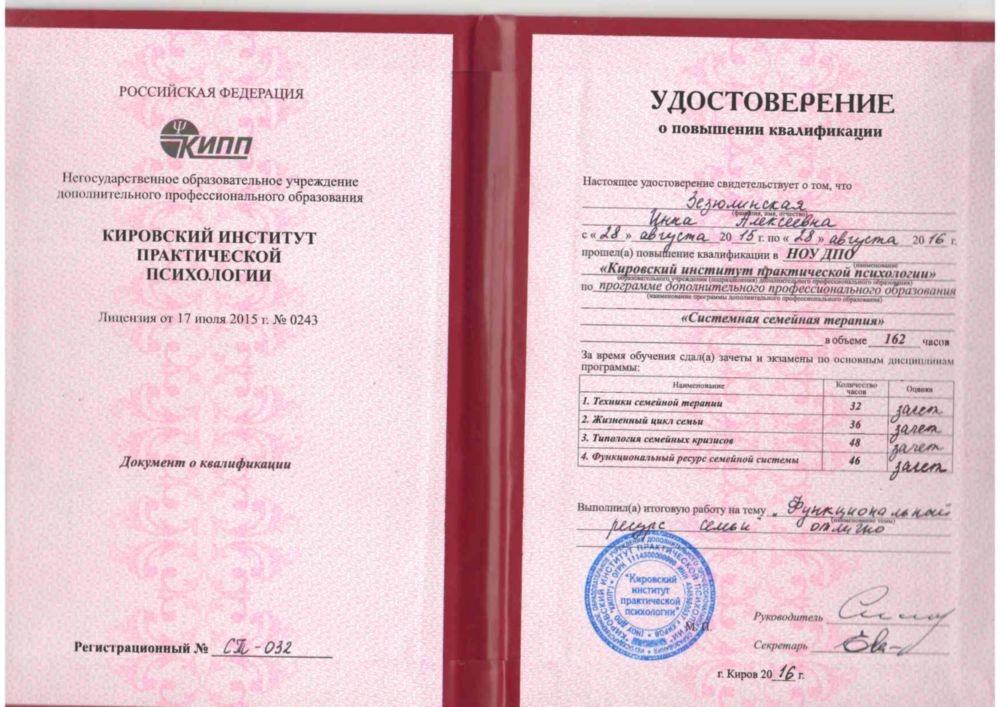 РОССИЙСКАЯ ФЕДЕРАЦИЯ
КИПП
Негосударственное образовательное учреждение
дополнительного профессионального образования
КИРОВСКИЙ ИНСТИТУТ
ПРАКТИЧЕСКОЙ
ПСИХОЛОГИИ
Лицензия от 17 июля 2015 г. № 0243
Документ о квалификации
Регистрационный № СТ-032
УДОСТОВЕРЕНИЕ
о повышении квалификации
Настоящее удостоверение свидетельствует о том, что
Зезюлинская
(фамилия, имя, отчество)
Инна Алексеевна
с « 28 » августа 20 15 г. по « 28 » августа 20 16 г.
прошел(а) повышение квалификации в НОУ ДПО
(наименование
«Кировский институт практической психологии»
образовательного учреждения (подразделения) дополнительного профессионального образования)
по программе дополнительного профессионального образования
(наименование программы дополнительного профессионального образования)
«Системная семейная терапия»
в объеме 162 часов
За время обучения сдал(а) зачеты и экзамены по основным дисциплинам
программы:
Наименование Количество часов Оценка
1. Техники семейной терапии 32 зачет
2. Жизненный цикл семьи 36 зачет
3. Типология семейных кризисов 48 зачет
4. Функциональный ресурс семейной системы 46 зачет
Выполнил(а) итоговую работу на тему „Функциональный
(наименование темы)
ресурс семьи" отлично
"Кировский
институт
практической
психологии"
М. П.
Руководитель
Секретарь
г. Киров 20 16 г.